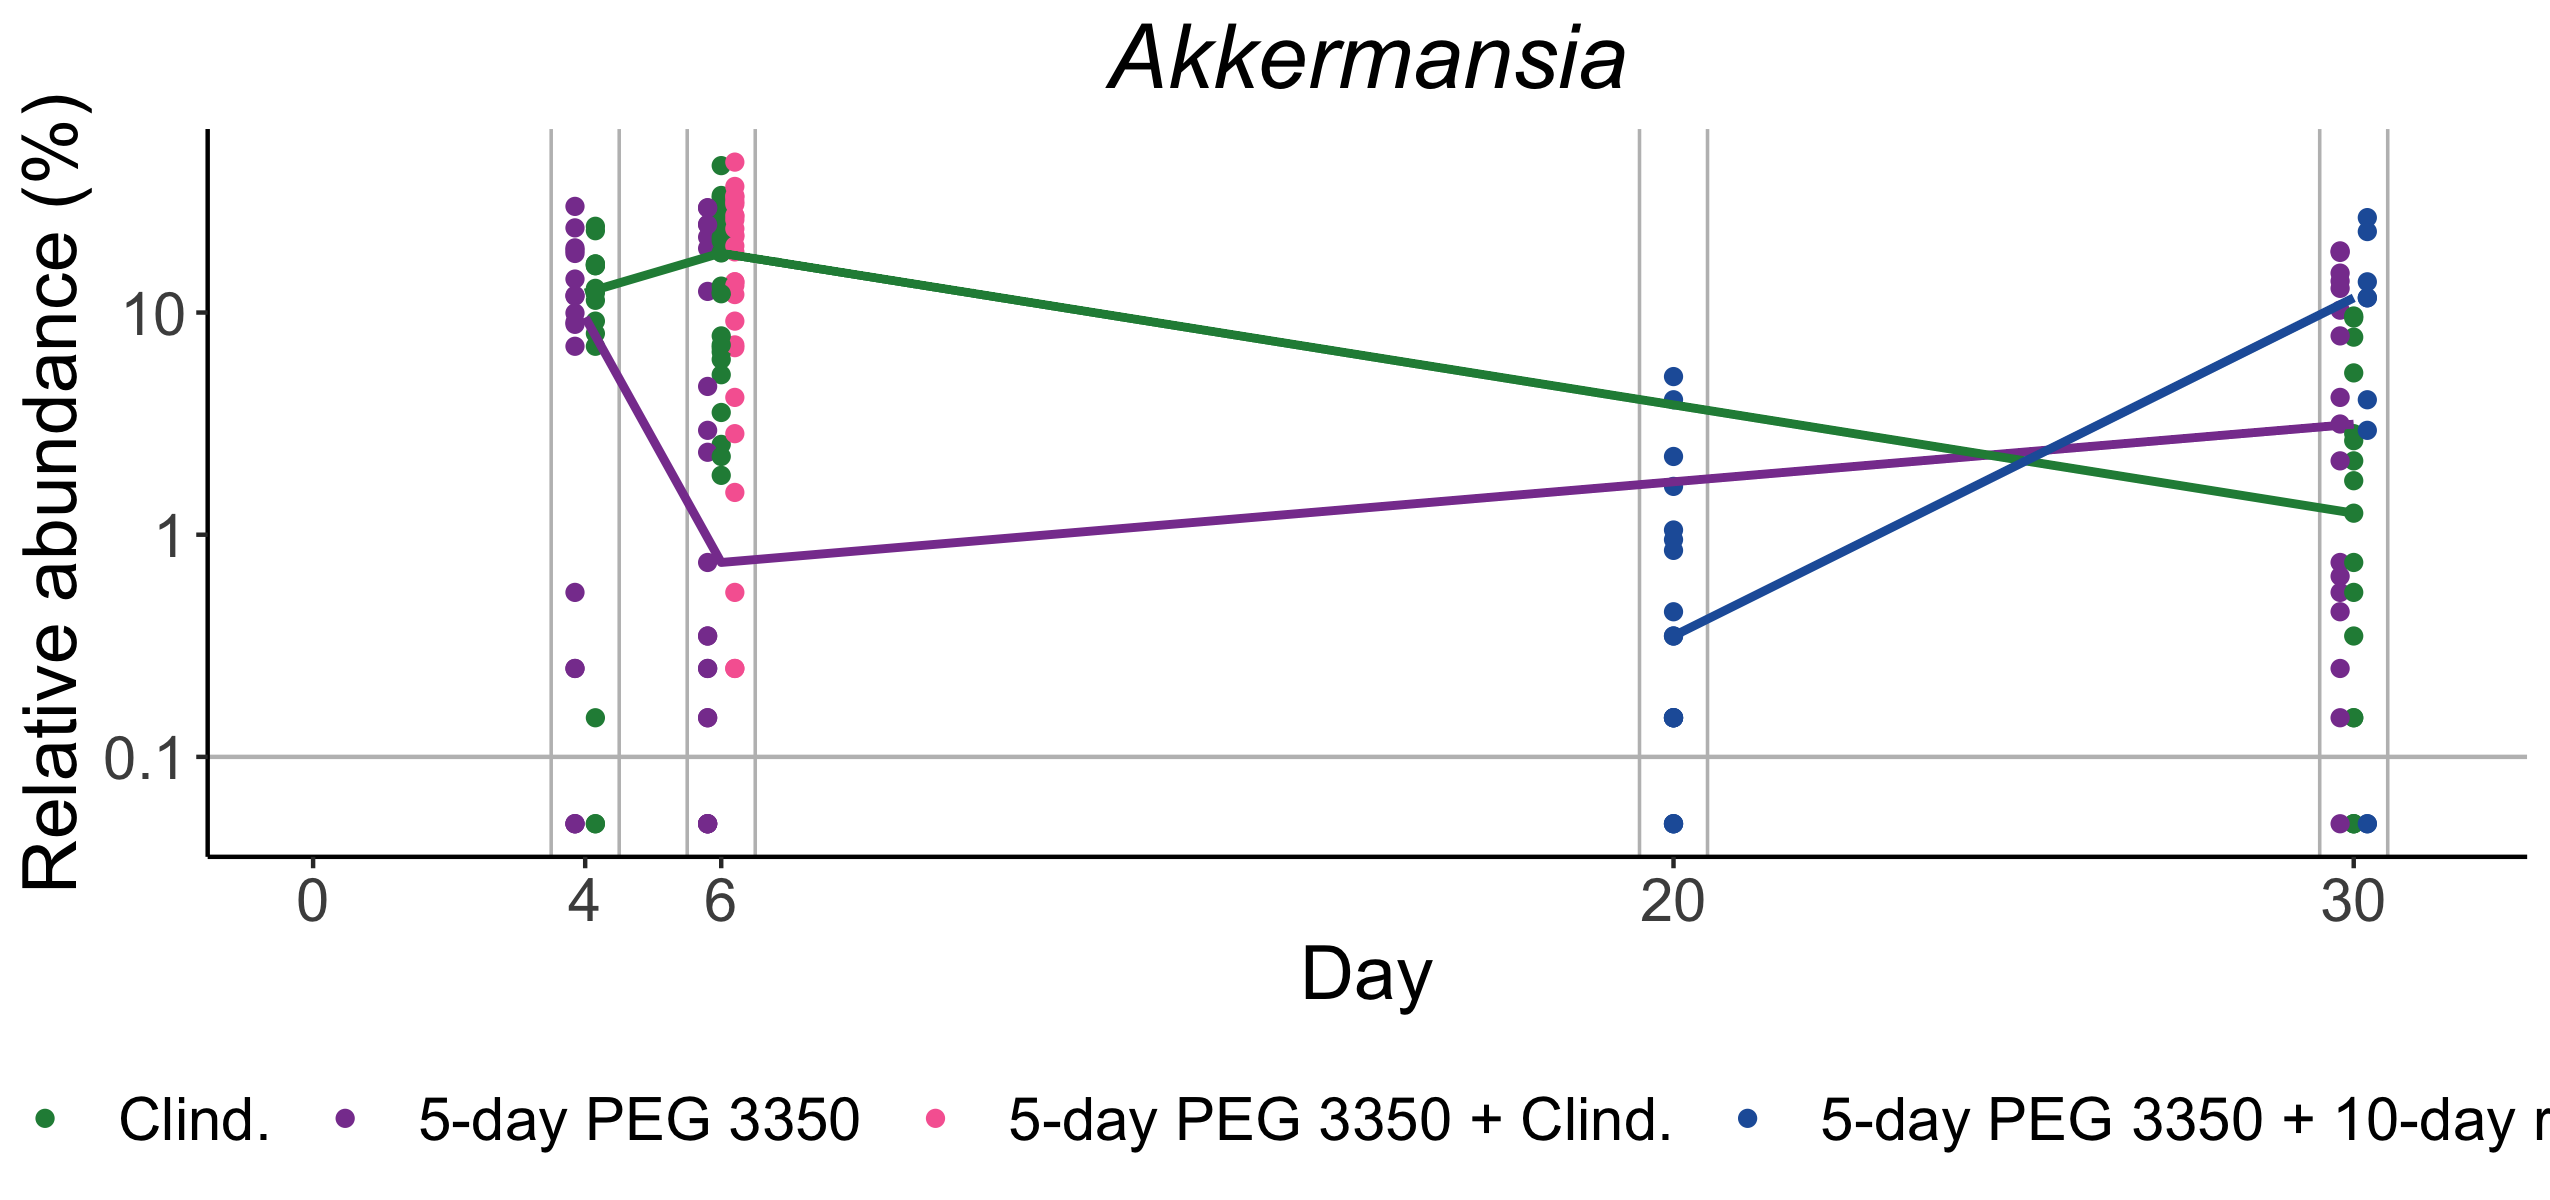 Akkermansia
Relative abundance (%)
10
1
0.1
0 4 6 20 30
Day
Clind. 5-day PEG 3350 5-day PEG 3350 + Clind. 5-day PEG 3350 + 10-day r